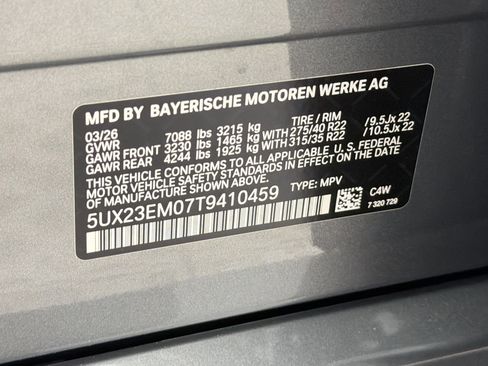 MFD BY BAYERISCHE MOTOREN WERKE AG
03/26 TIRE / RIM
GVWR 7088 lbs 3215 kg
GAWR FRONT 3230 lbs 1465 kg WITH 275/40 R22 /9.5Jx 22
GAWR REAR 4244 lbs 1925 kg WITH 315/35 R22 /10.5Jx 22
THIS VEHICLE CONFORMS TO ALL APPLICABLE U.S. FEDERAL
MOTOR VEHICLE SAFETY STANDARDS IN EFFECT ON THE DATE OF
MANUFACTURE SHOWN ABOVE.
5UX23EM07T9410459 TYPE: MPV
C4W
7 320 729